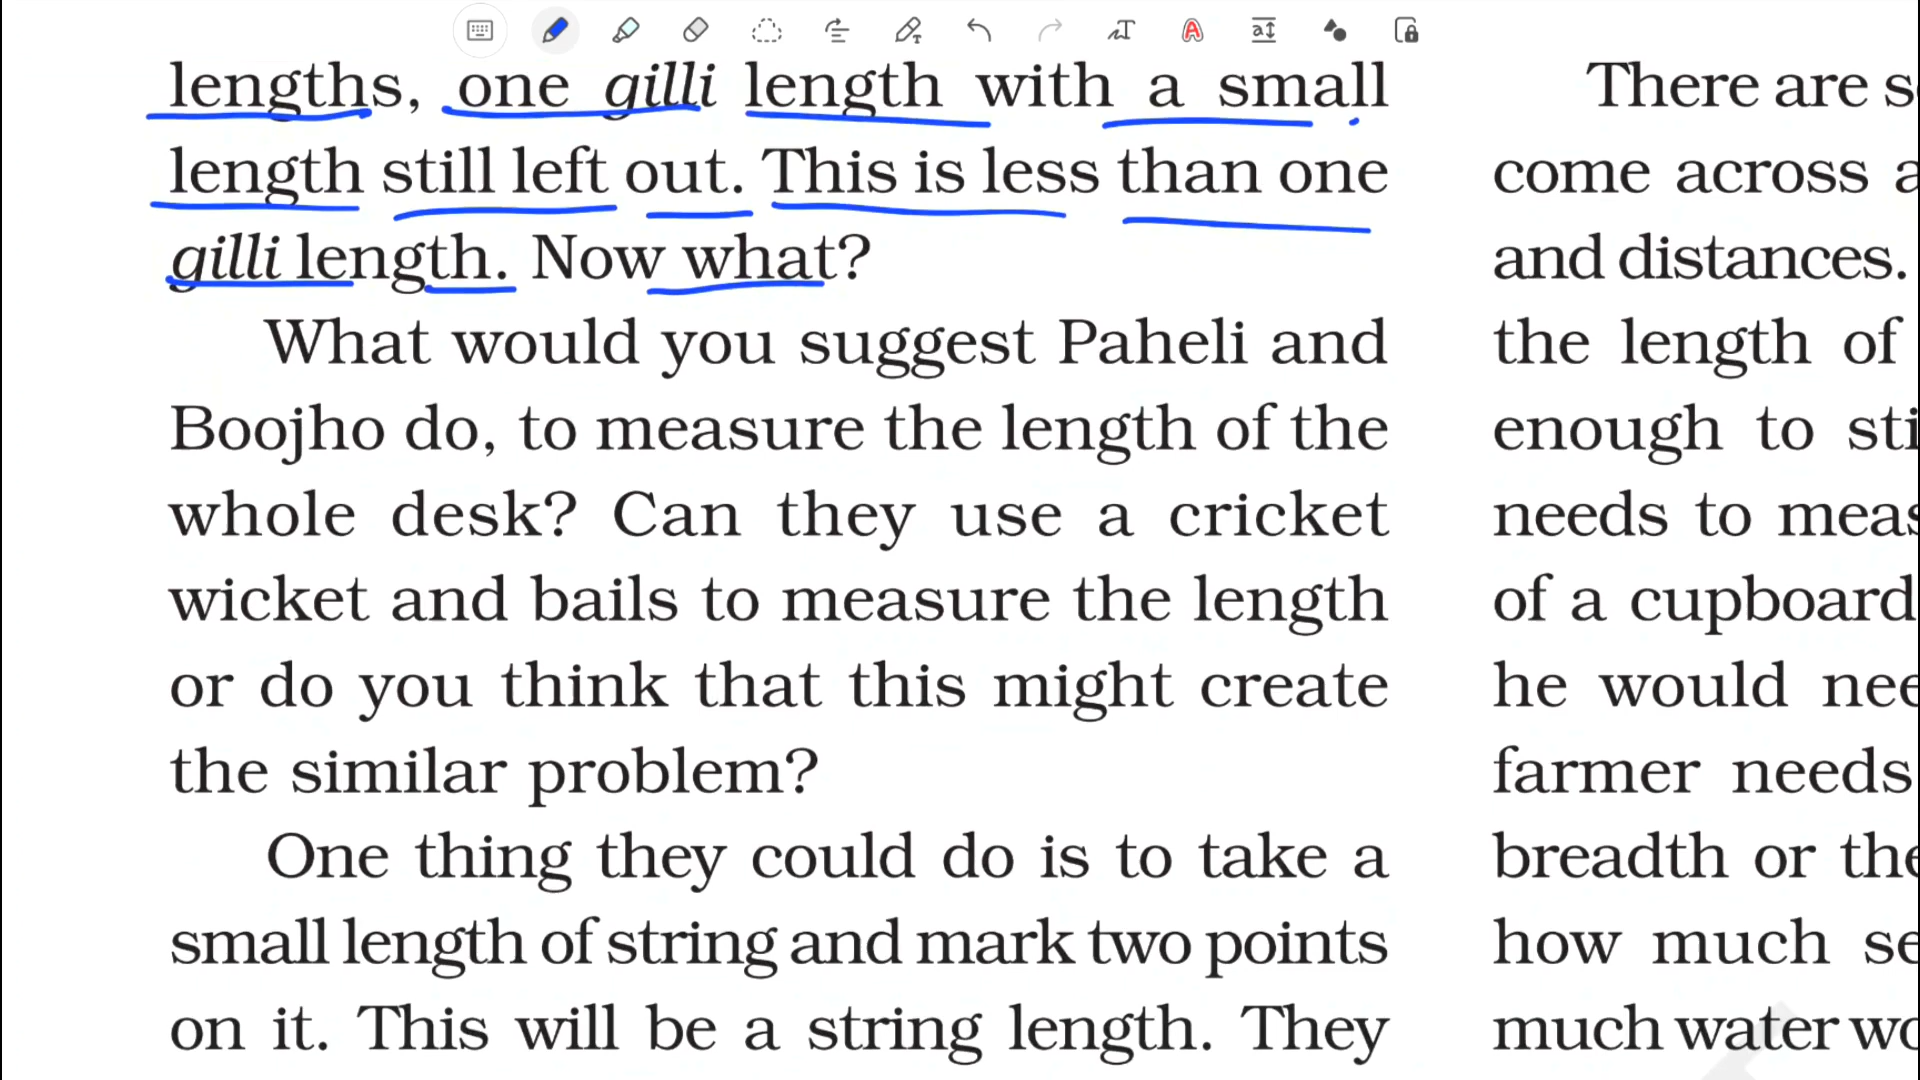 lengths, one gilli length with a small
length still left out. This is less than one
gilli length. Now what?
What would you suggest Paheli and
Boojho do, to measure the length of the
whole desk? Can they use a cricket
wicket and bails to measure the length
or do you think that this might create
the similar problem?
One thing they could do is to take a
small length of string and mark two points
on it. This will be a string length. They
There are
come across
and distances.
the length of
enough to
needs to
of a cupboard
he would
farmer needs
breadth or
how much
much water